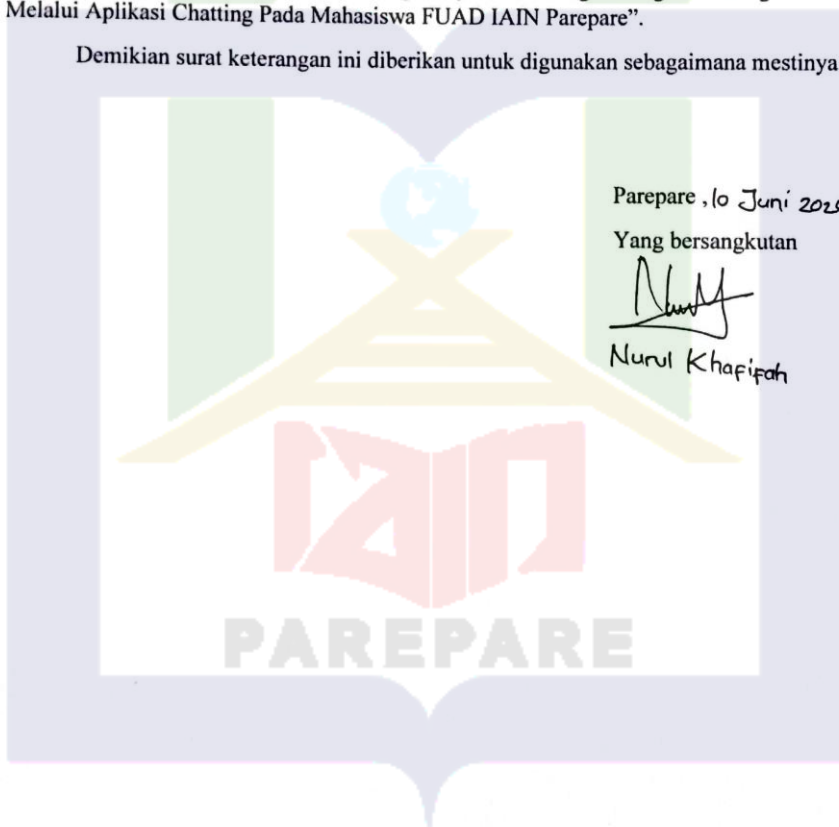 Melalui Aplikasi Chatting Pada Mahasiswa FUAD IAIN Parepare”.
Demikian surat keterangan ini diberikan untuk digunakan sebagaimana mestinya
Parepare , 10 Juni
Yang bersangkutan
Nurul Khafifah
iain
PAREPARE